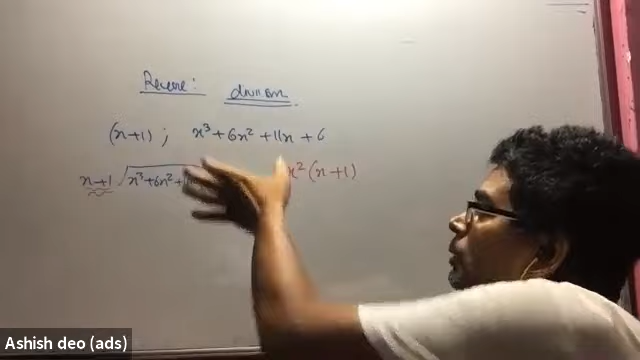 Reverse: division
(x+1) ; x³+6x²+11x+6
x+1 √x³+6x²+ x²(x+1)
Ashish deo (ads)